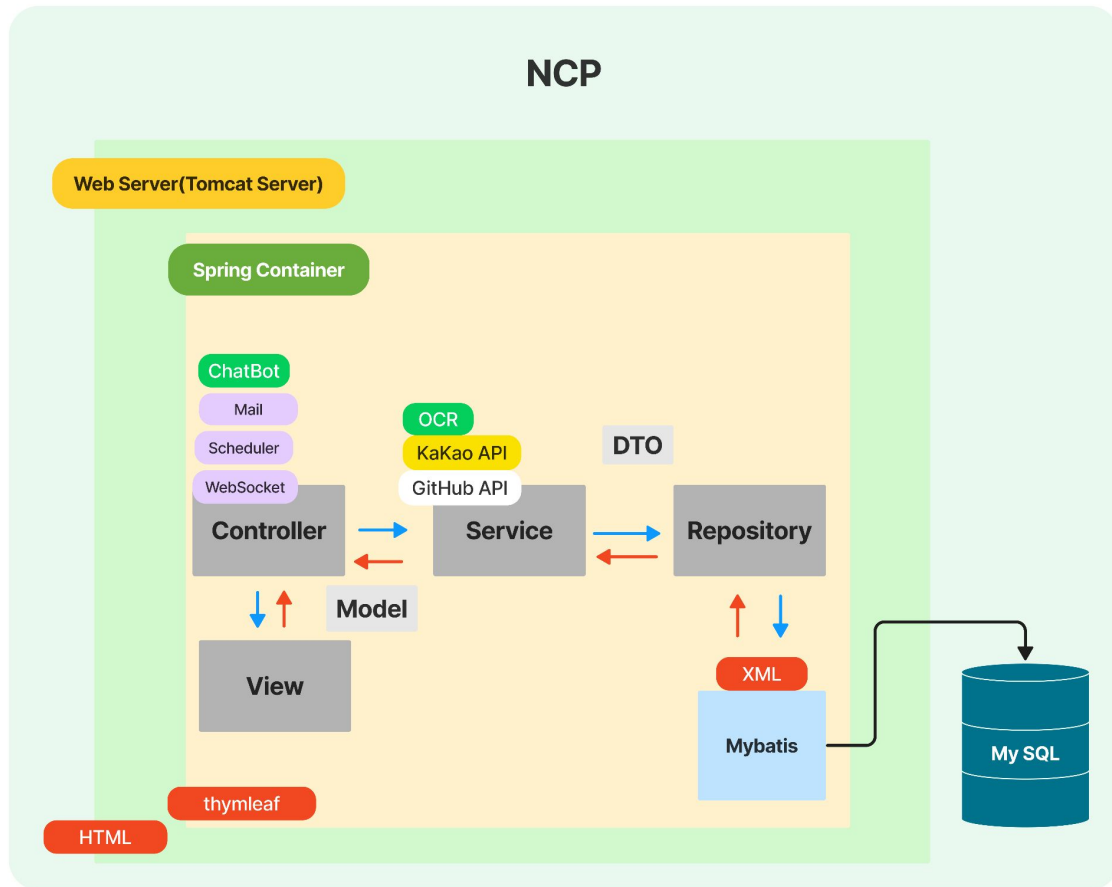 NCP
Web Server(Tomcat Server)
Spring Container
ChatBot
Mail
Scheduler
WebSocket
Controller
OCR
KaKao API
GitHub API
Service
DTO
Repository
Model
View
XML
Mybatis
My SQL
thymleaf
HTML